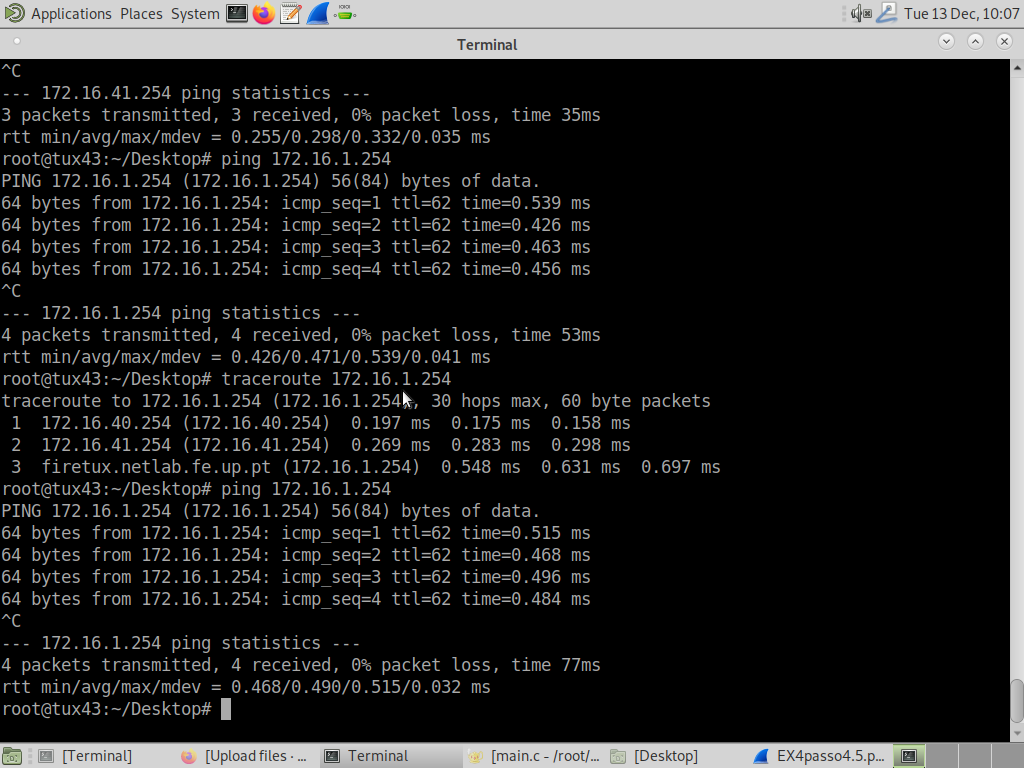 Applications Places System Tue 13 Dec, 10:07
Terminal
^C
--- 172.16.41.254 ping statistics ---
3 packets transmitted, 3 received, 0% packet loss, time 35ms
rtt min/avg/max/mdev = 0.255/0.298/0.332/0.035 ms
root@tux43:~/Desktop# ping 172.16.1.254
PING 172.16.1.254 (172.16.1.254) 56(84) bytes of data.
64 bytes from 172.16.1.254: icmp_seq=1 ttl=62 time=0.539 ms
64 bytes from 172.16.1.254: icmp_seq=2 ttl=62 time=0.426 ms
64 bytes from 172.16.1.254: icmp_seq=3 ttl=62 time=0.463 ms
64 bytes from 172.16.1.254: icmp_seq=4 ttl=62 time=0.456 ms
^C
--- 172.16.1.254 ping statistics ---
4 packets transmitted, 4 received, 0% packet loss, time 53ms
rtt min/avg/max/mdev = 0.426/0.471/0.539/0.041 ms
root@tux43:~/Desktop# traceroute 172.16.1.254
traceroute to 172.16.1.254 (172.16.1.254), 30 hops max, 60 byte packets
 1  172.16.40.254 (172.16.40.254)  0.197 ms  0.175 ms  0.158 ms
 2  172.16.41.254 (172.16.41.254)  0.269 ms  0.283 ms  0.298 ms
 3  firetux.netlab.fe.up.pt (172.16.1.254)  0.548 ms  0.631 ms  0.697 ms
root@tux43:~/Desktop# ping 172.16.1.254
PING 172.16.1.254 (172.16.1.254) 56(84) bytes of data.
64 bytes from 172.16.1.254: icmp_seq=1 ttl=62 time=0.515 ms
64 bytes from 172.16.1.254: icmp_seq=2 ttl=62 time=0.468 ms
64 bytes from 172.16.1.254: icmp_seq=3 ttl=62 time=0.496 ms
64 bytes from 172.16.1.254: icmp_seq=4 ttl=62 time=0.484 ms
^C
--- 172.16.1.254 ping statistics ---
4 packets transmitted, 4 received, 0% packet loss, time 77ms
rtt min/avg/max/mdev = 0.468/0.490/0.515/0.032 ms
root@tux43:~/Desktop#
[Terminal] [Upload files · ... Terminal [main.c - /root/... [Desktop] EX4passo4.5.p...